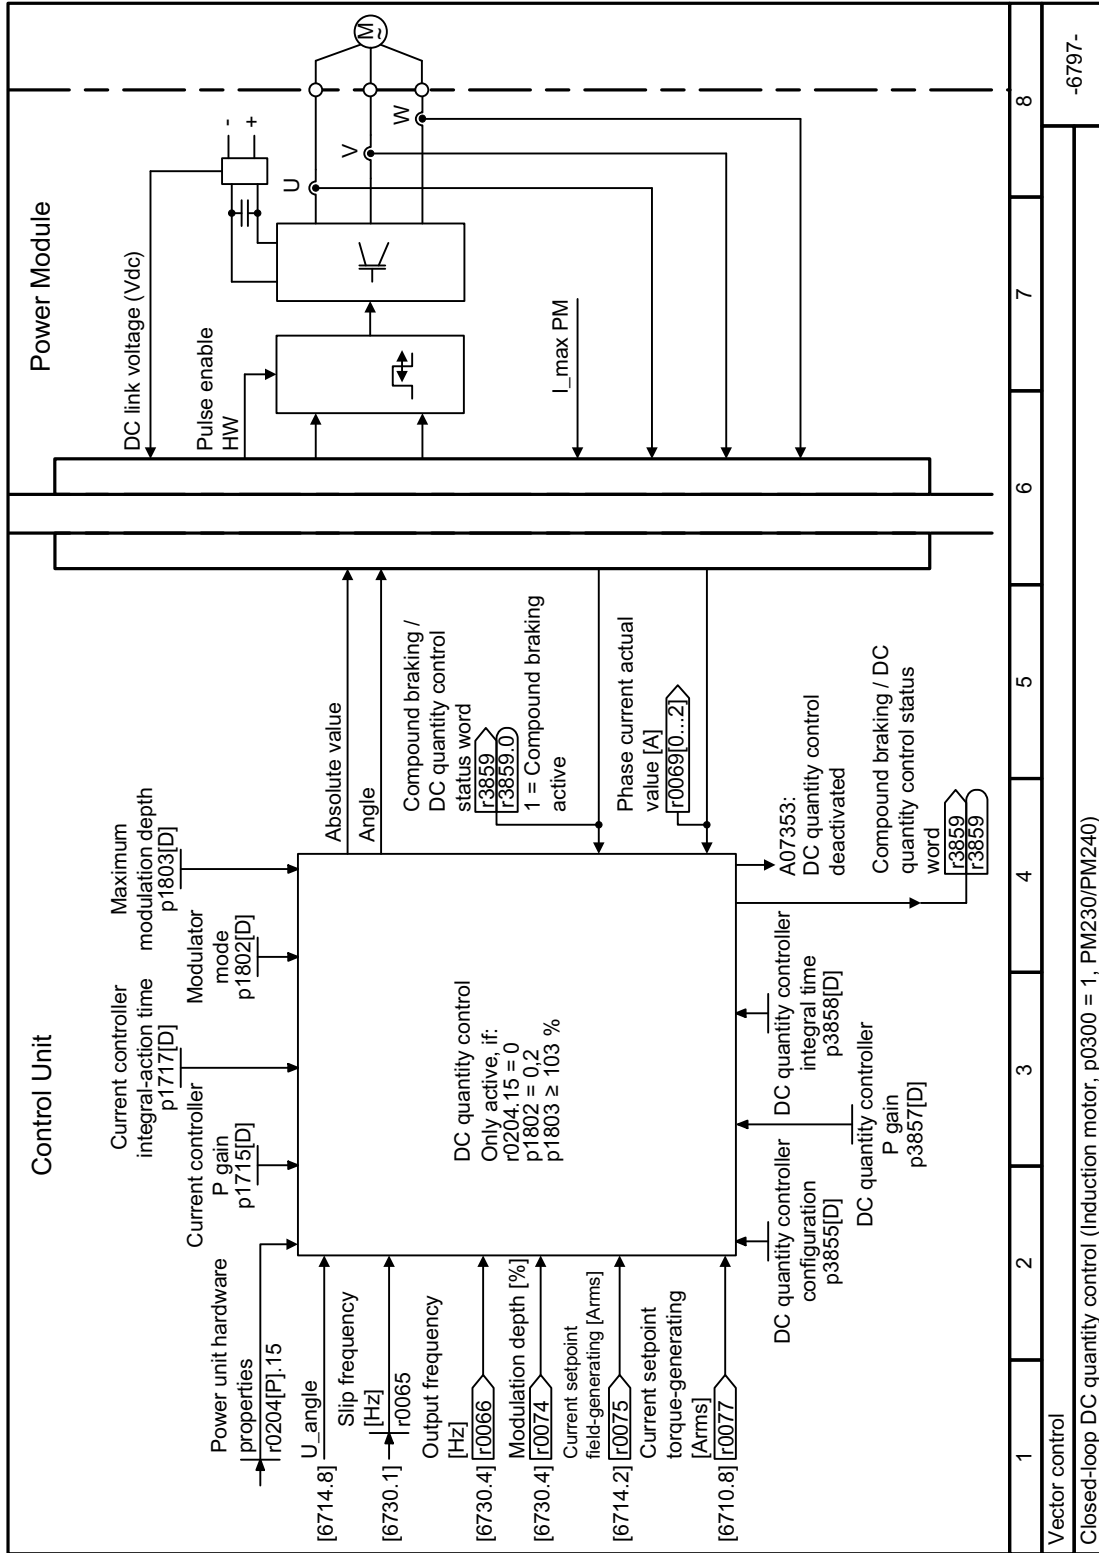 Control Unit
Power Module
Power unit hardware
properties
r0204[P].15
Current controller
P gain
p1715[D]
Current controller
integral-action time
p1717[D]
Modulator
mode
p1802[D]
Maximum
modulation depth
p1803[D]
[6714.8]
U_angle
[6730.1]
Slip frequency
[Hz]
r0065
[6730.4]
Output frequency
[Hz]
r0066
[6730.4]
Modulation depth [%]
r0074
[6714.2]
Current setpoint
field-generating [Arms]
r0075
[6710.8]
Current setpoint
torque-generating
[Arms]
r0077
DC quantity control
Only active, if:
r0204.15 = 0
p1802 = 0,2
p1803 ≥ 103 %
DC quantity controller
configuration
p3855[D]
DC quantity controller
P gain
p3857[D]
DC quantity controller
integral time
p3858[D]
Absolute value
Angle
Compound braking /
DC quantity control
status word
r3859
r3859.0
1 = Compound braking
active
Phase current actual
value [A]
r0069[0...2]
A07353:
DC quantity control
deactivated
Compound braking / DC
quantity control status
word
r3859
r3859
DC link voltage (Vdc)
Pulse enable
HW
-
+
U
V
W
M
~
I_max PM
1
2
3
4
5
6
7
8
Vector control
Closed-loop DC quantity control (Induction motor, p0300 = 1, PM230/PM240)
-6797-